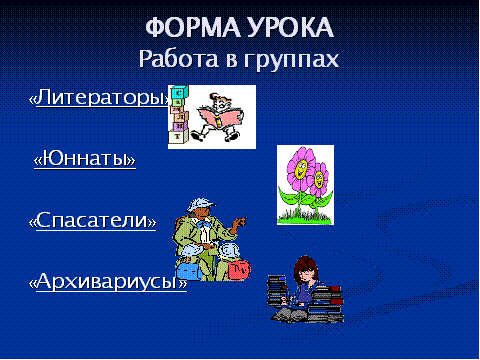 ФОРМА УРОКА
Работа в группах
«Литераторы»
«Юннаты»
«Спасатели»
«Архивариусы»